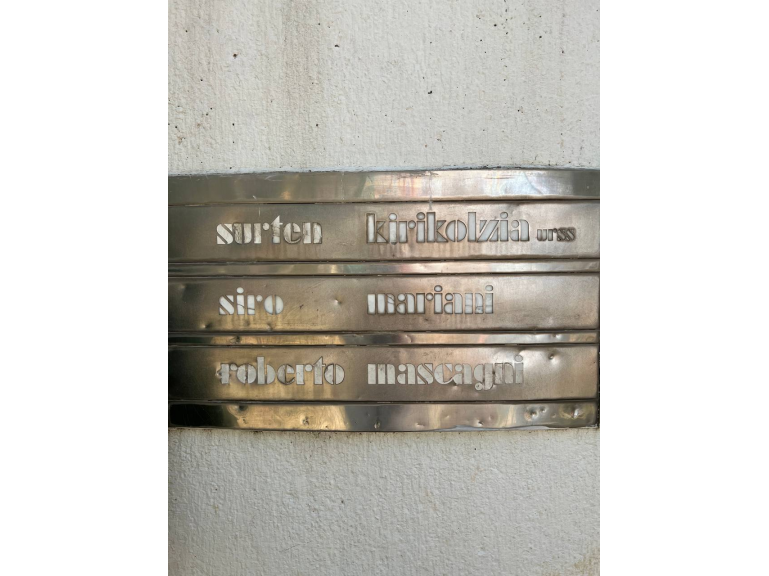 surten kirikolzia urss
siro mariani
roberto mascagni